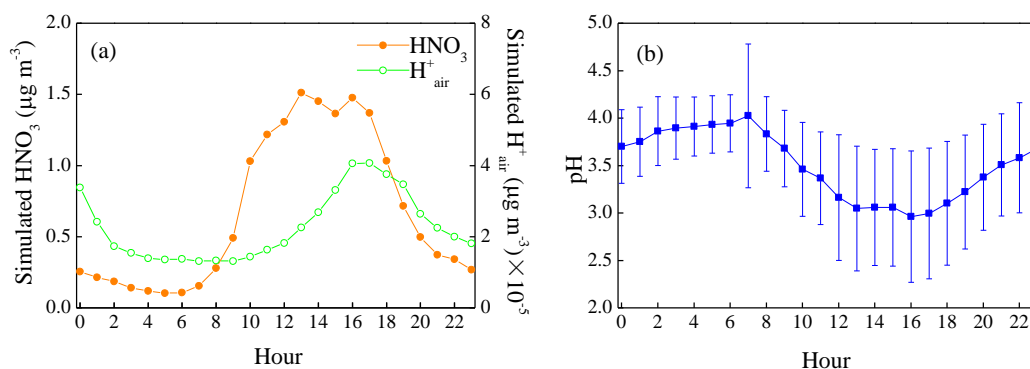 (a)
HNO3
H+air
2.0
1.5
1.0
0.5
0.0
Simulated HNO3 (μg m-3)
8
6
4
2
0
Simulated H+air (μg m-3)×10-5
0 2 4 6 8 10 12 14 16 18 20 22
Hour
(b)
5.0
4.5
4.0
3.5
3.0
2.5
2.0
pH
0 2 4 6 8 10 12 14 16 18 20 22
Hour